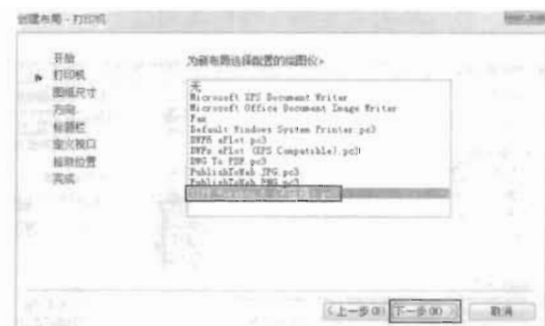 创建布局 - 打印机
开始
打印机
图纸尺寸
方向
标题栏
定义视口
拾取位置
完成
为新布局选择配置的绘图仪。
无
Microsoft XPS Document Writer
Microsoft Office Document Image Writer
Fax
Default Windows System Printer.pc3
DWF6 ePlot.pc3
DWFx ePlot (XPS Compatible).pc3
DWG To PDF.pc3
PublishToWeb JPG.pc3
PublishToWeb PNG.pc3
<上一步(B)
下一步(N) >
取消